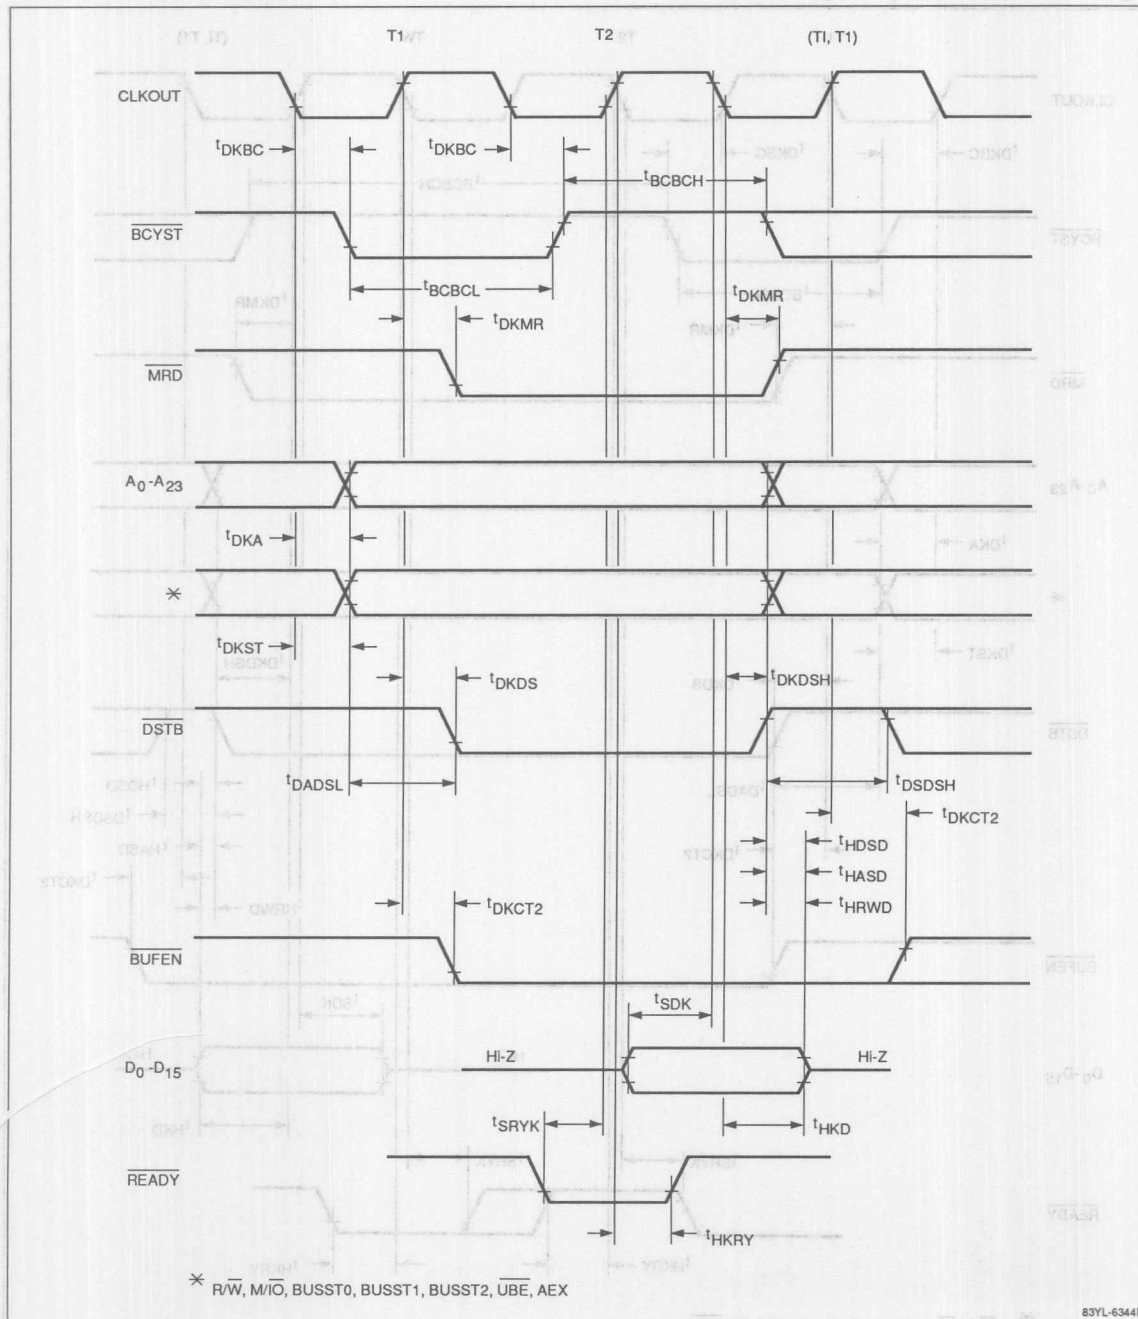 T1 T2 (TI, T1)
CLKOUT
tDKBC tDKBC
tBCBCH
BCYST
tBCBCL
tDKMR
tDKMR
MRD
A0-A23
tDKA
*
tDKST
tDKDS tDKDSH
DSTB
tDADSL tDSDSH
tDKCT2
tHDSD
tHASD
tDKCT2 tHRWD
BUFEN
tSDK
D0-D15 Hi-Z Hi-Z
tSRYK tHKD
READY
tHKRY
* R/W, M/IO, BUSST0, BUSST1, BUSST2, UBE, AEX